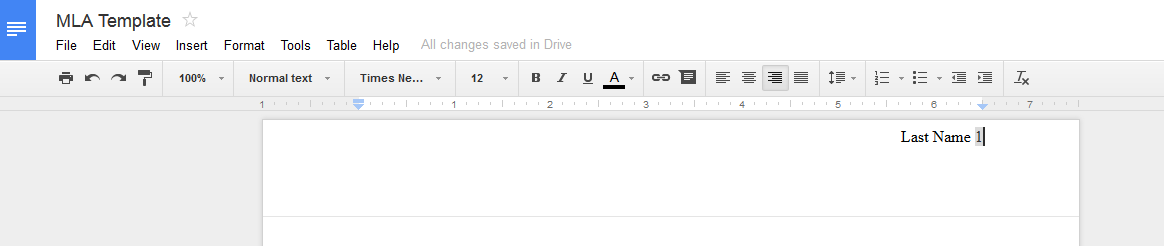 MLA Template
File Edit View Insert Format Tools Table Help All changes saved in Drive
100% Normal text Times Ne... 12 B I U A
1 1 2 3 4 5 6 7
Last Name 1